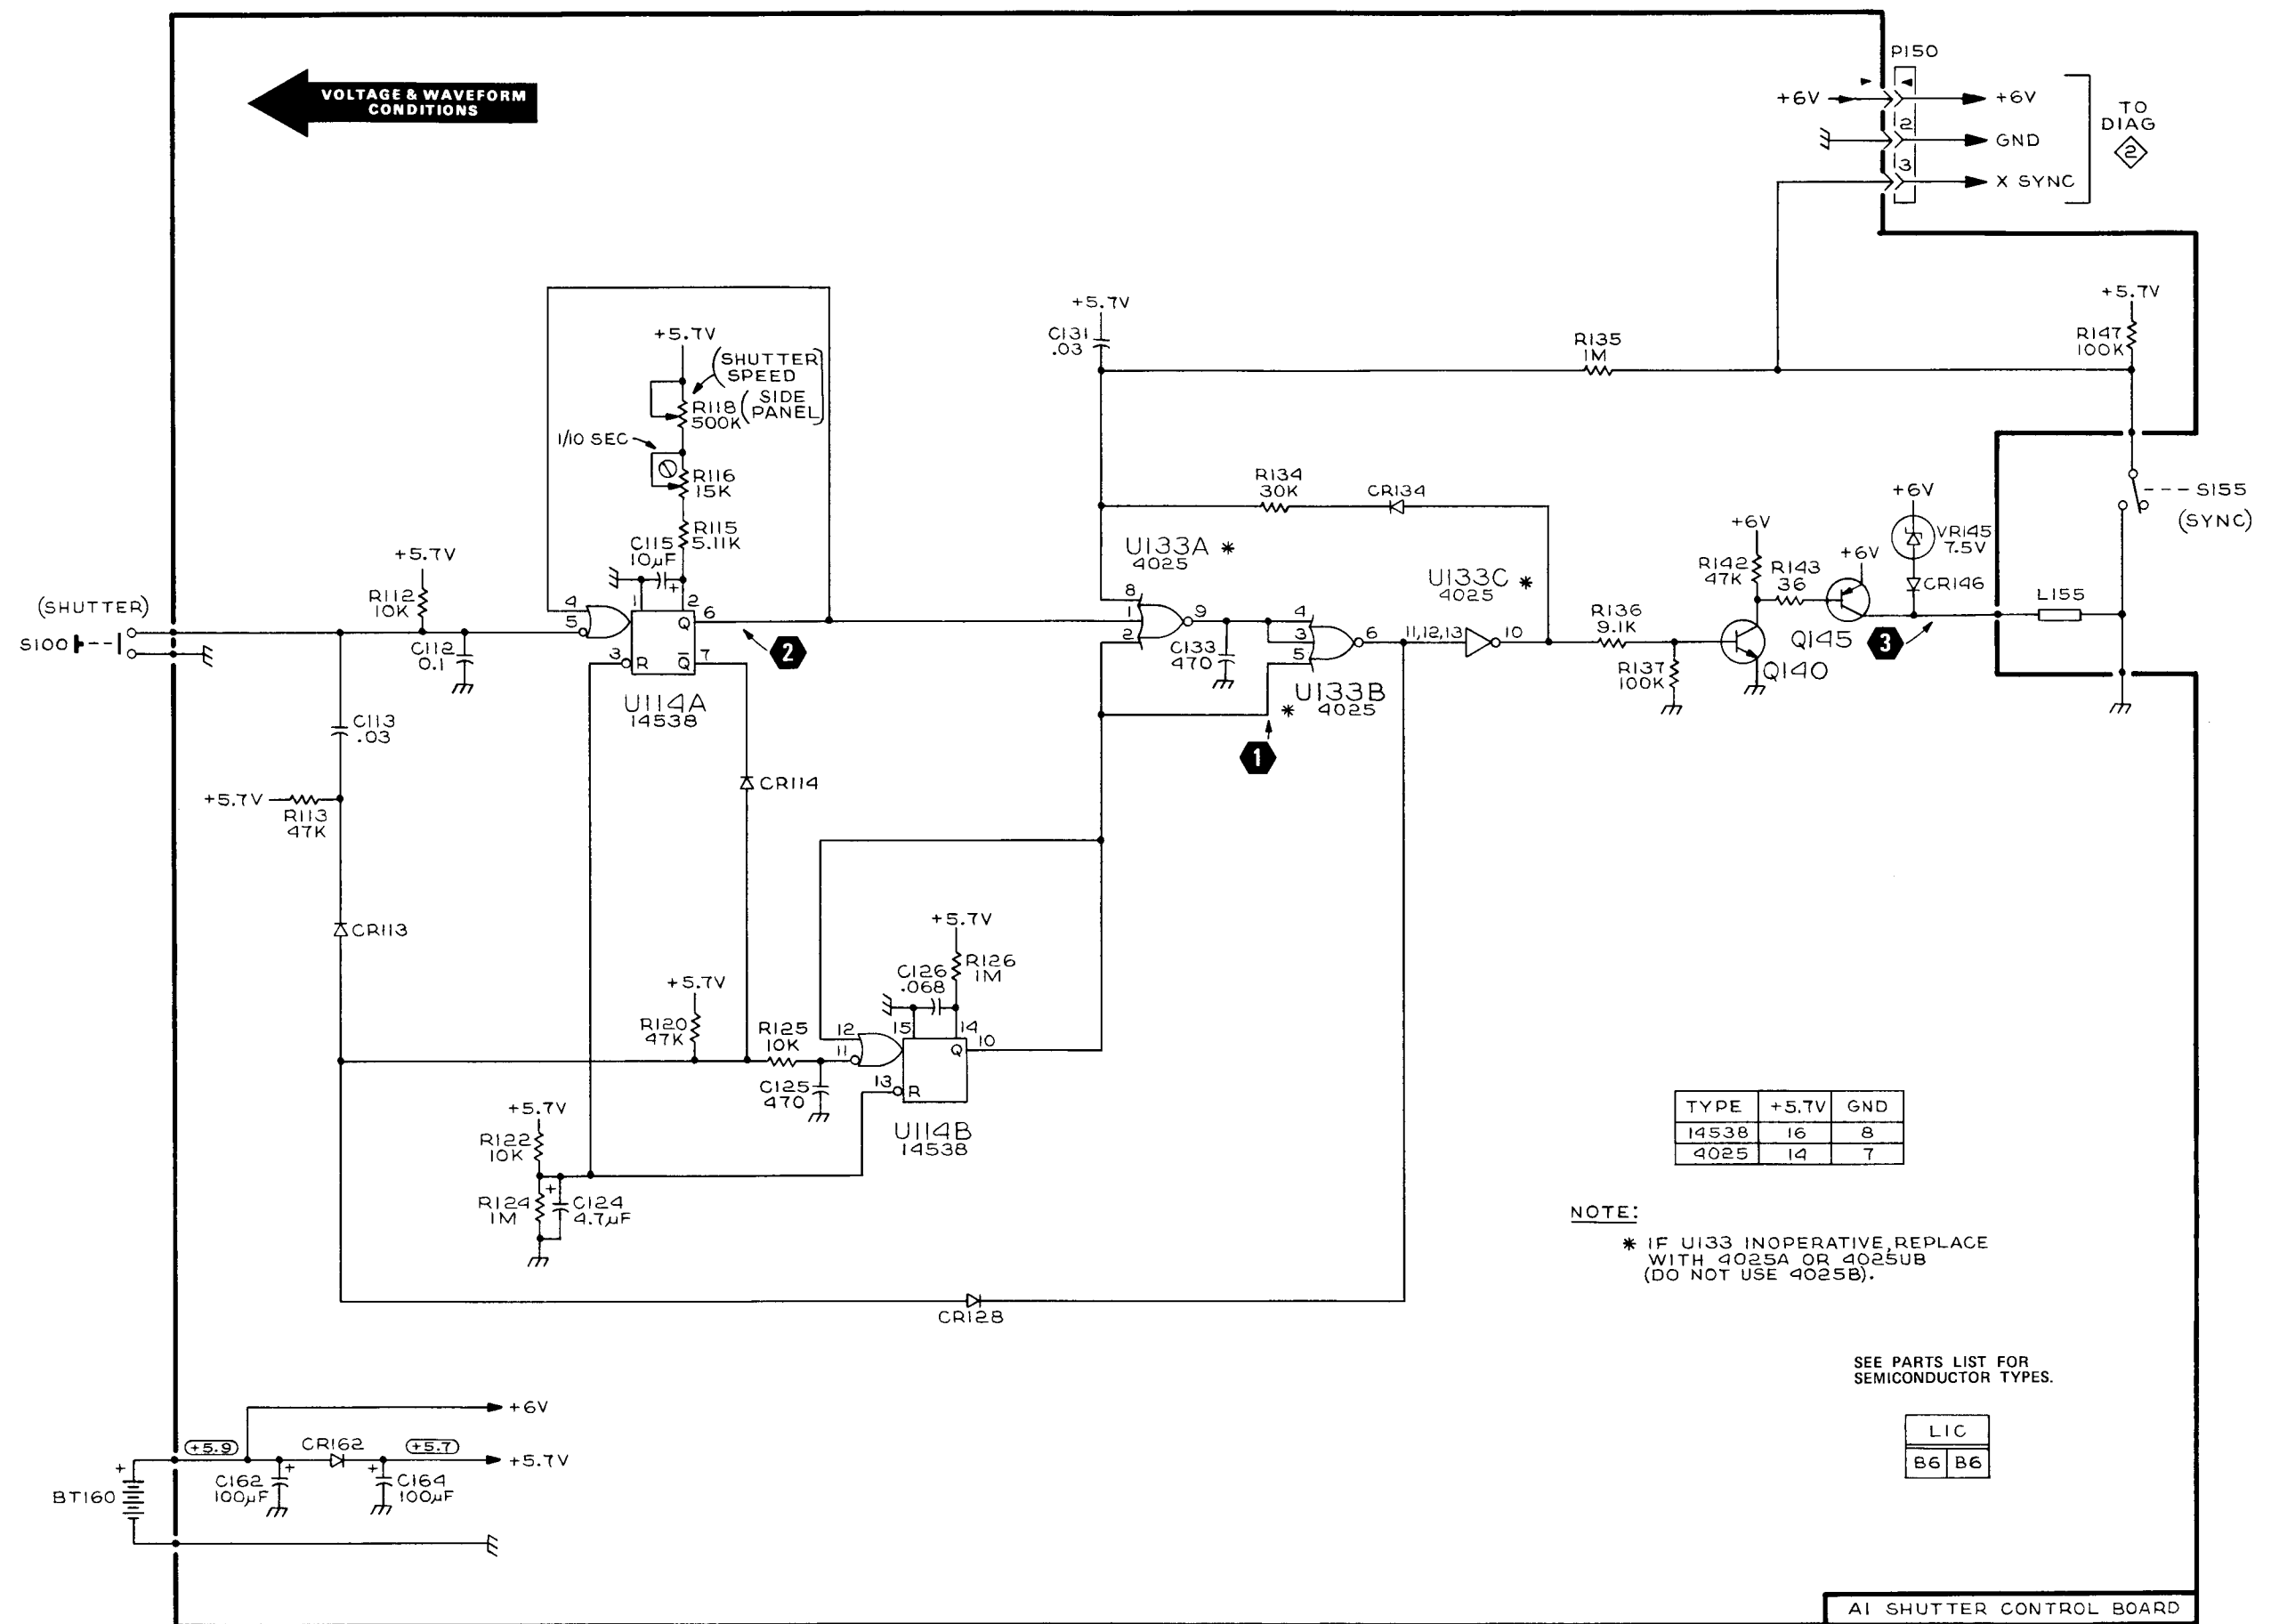 VOLTAGE & WAVEFORM
CONDITIONS
P150
+6V
+6V
2
GND
3
X SYNC
TO
DIAG
2
+5.7V
(SHUTTER
SPEED
R118
500K
(SIDE
PANEL)
1/10 SEC
R116
15K
R115
5.11K
C115
10µF
+
+5.7V
C131
.03
R135
1M
+5.7V
R147
100K
R134
30K
CR134
S155
(SYNC)
+6V
VR145
7.5V
CR146
+6V
R142
47K
R143
36
+6V
L155
Q145
3
Q140
(SHUTTER)
S100
+5.7V
R112
10K
C112
0.1
4
5
1
2
6
Q
7
Q̅
3
R
U114A
14538
2
U133A *
4025
8
1
2
9
C133
470
4
3
5
6
U133B
* 4025
1
U133C *
4025
11,12,13
10
R136
9.1K
R137
100K
C113
.03
+5.7V
R113
47K
CR114
CR113
+5.7V
R126
1M
C126
.068
+5.7V
R120
47K
R125
10K
C125
470
12
11
15
14
10
Q
13
R
U114B
14538
+5.7V
R122
10K
R124
1M
+
C124
4.7µF
CR128
TYPE +5.7V GND
14538 16 8
4025 14 7
NOTE:
* IF U133 INOPERATIVE, REPLACE
WITH 4025A OR 4025UB
(DO NOT USE 4025B).
SEE PARTS LIST FOR
SEMICONDUCTOR TYPES.
LIC
B6 B6
+6V
+5.9
CR162
+5.7
+5.7V
+
BT160
C162
100µF
+
+
C164
100µF
A1 SHUTTER CONTROL BOARD